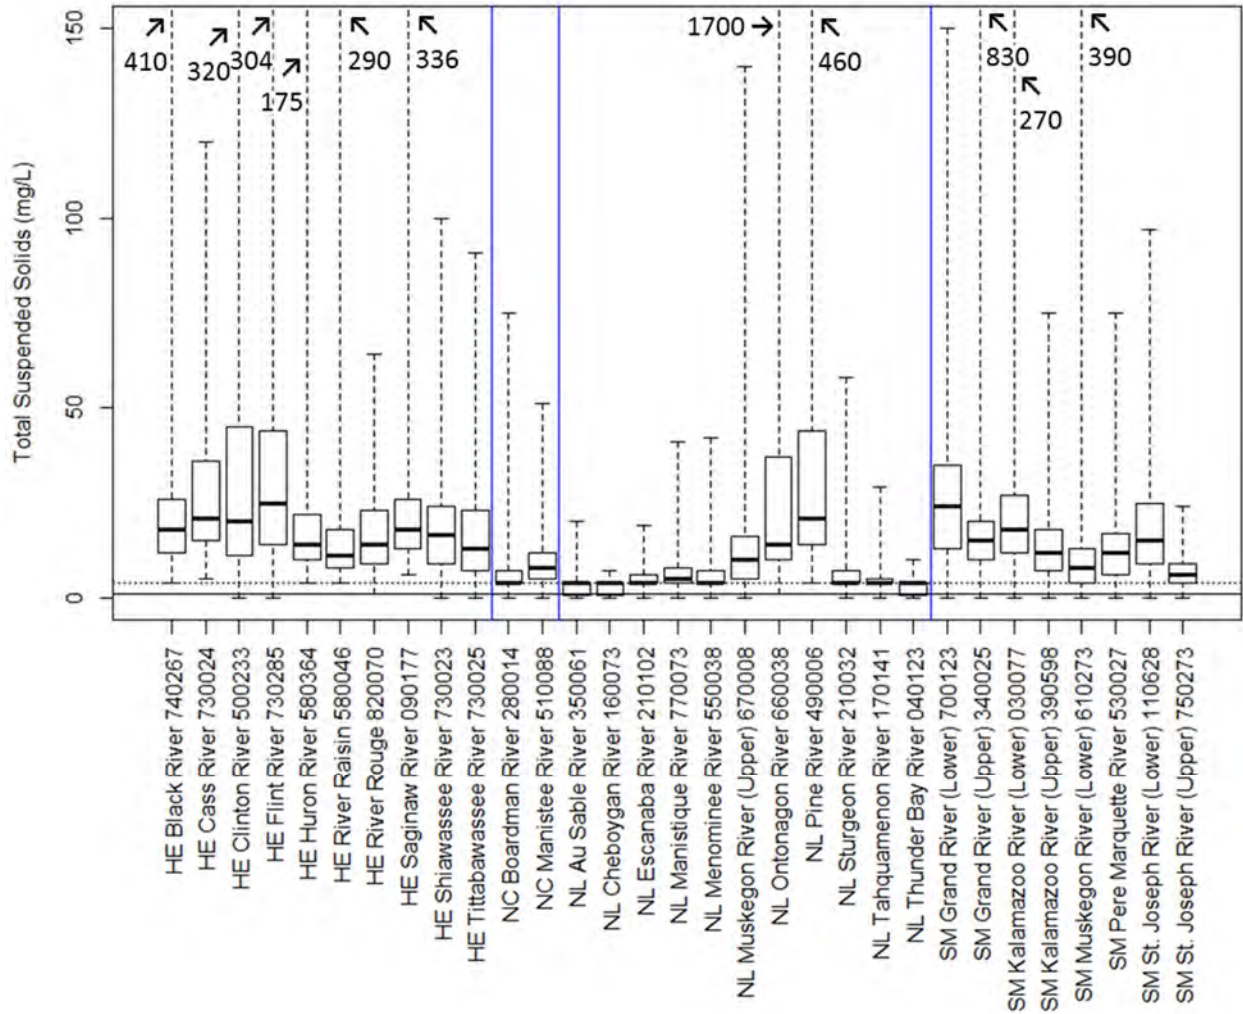 Total Suspended Solids (mg/L)
150
100
50
0
410
320
304
175
290
336
1700
460
830
270
390
HE Black River 740267
HE Cass River 730024
HE Clinton River 500233
HE Flint River 730285
HE Huron River 580364
HE River Raisin 580046
HE River Rouge 820070
HE Saginaw River 090177
HE Shiawassee River 730023
HE Tittabawassee River 730025
NC Boardman River 280014
NC Manistee River 510088
NL Au Sable River 350061
NL Cheboygan River 160073
NL Escanaba River 210102
NL Manistique River 770073
NL Menominee River 550038
NL Muskegon River (Upper) 670008
NL Ontonagon River 660038
NL Pine River 490006
NL Sturgeon River 210032
NL Tahquamenon River 170141
NL Thunder Bay River 040123
SM Grand River (Lower) 700123
SM Grand River (Upper) 340025
SM Kalamazoo River (Lower) 030077
SM Kalamazoo River (Upper) 390598
SM Muskegon River (Lower) 610273
SM Pere Marquette River 530027
SM St. Joseph River (Lower) 110628
SM St. Joseph River (Upper) 750273